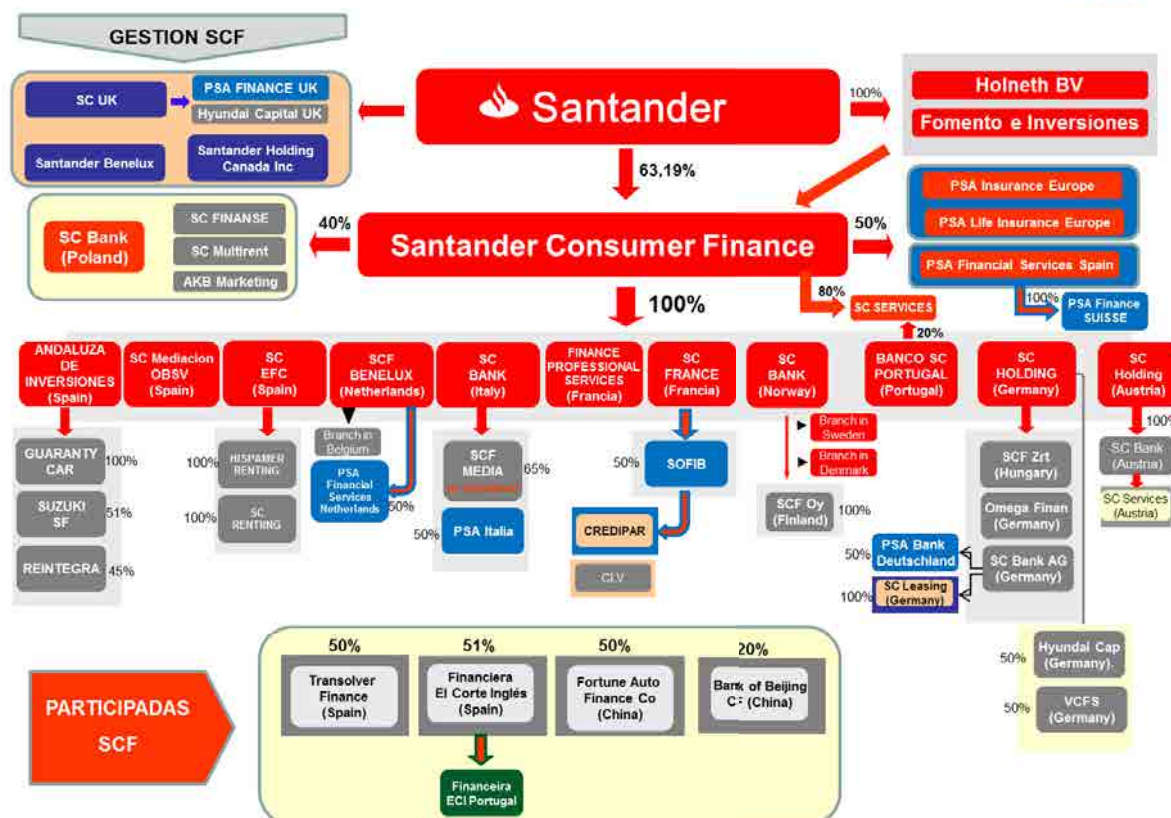 GESTION SCF
SC UK
PSA FINANCE UK
Hyundai Capital UK
Santander Benelux
Santander Holding
Canada Inc
Santander
100%
Holneth BV
Fomento e Inversiones
63,19%
SC Bank
(Poland)
SC FINANSE
SC Multirent
AKB Marketing
40%
Santander Consumer Finance
50%
PSA Insurance Europe
PSA Life Insurance Europe
PSA Financial Services Spain
100%
PSA Finance
SUISSE
80%
SC SERVICES
20%
100%
ANDALUZA
DE
INVERSIONES
(Spain)
SC Mediacion
OBSV
(Spain)
SC
EFC
(Spain)
SCF
BENELUX
(Netherlands)
SC
BANK
(Italy)
FINANCE
PROFESSIONAL
SERVICES
(Francia)
SC
FRANCE
(Francia)
SC
BANK
(Norway)
BANCO SC
PORTUGAL
(Portugal)
SC
HOLDING
(Germany)
SC
Holding
(Austria)
GUARANTY
CAR
100%
SUZUKI
SF
51%
REINTEGRA
45%
100%
HISPAMER
RENTING
100%
SC
RENTING
Branch in
Belgium
PSA
Financial
Services
Netherlands
50%
SCF
MEDIA
65%
50%
PSA Italia
50%
SOFIB
CREDIPAR
CLV
Branch in
Sweden
Branch in
Denmark
SCF Oy
(Finland)
100%
50%
PSA Bank
Deutschland
100%
SC Leasing
(Germany)
SCF Zrt
(Hungary)
Omega Finan
(Germany)
SC Bank AG
(Germany)
100%
SC Bank
(Austria)
SC Services
(Austria)
50%
Hyundai Cap
(Germany).
50%
VCFS
(Germany)
PARTICIPADAS
SCF
50%
Transolver
Finance
(Spain)
51%
Financiera
El Corte Inglés
(Spain)
50%
Fortune Auto
Finance Co
(China)
20%
Bank of Beijing
(China)
Financeira
ECI Portugal